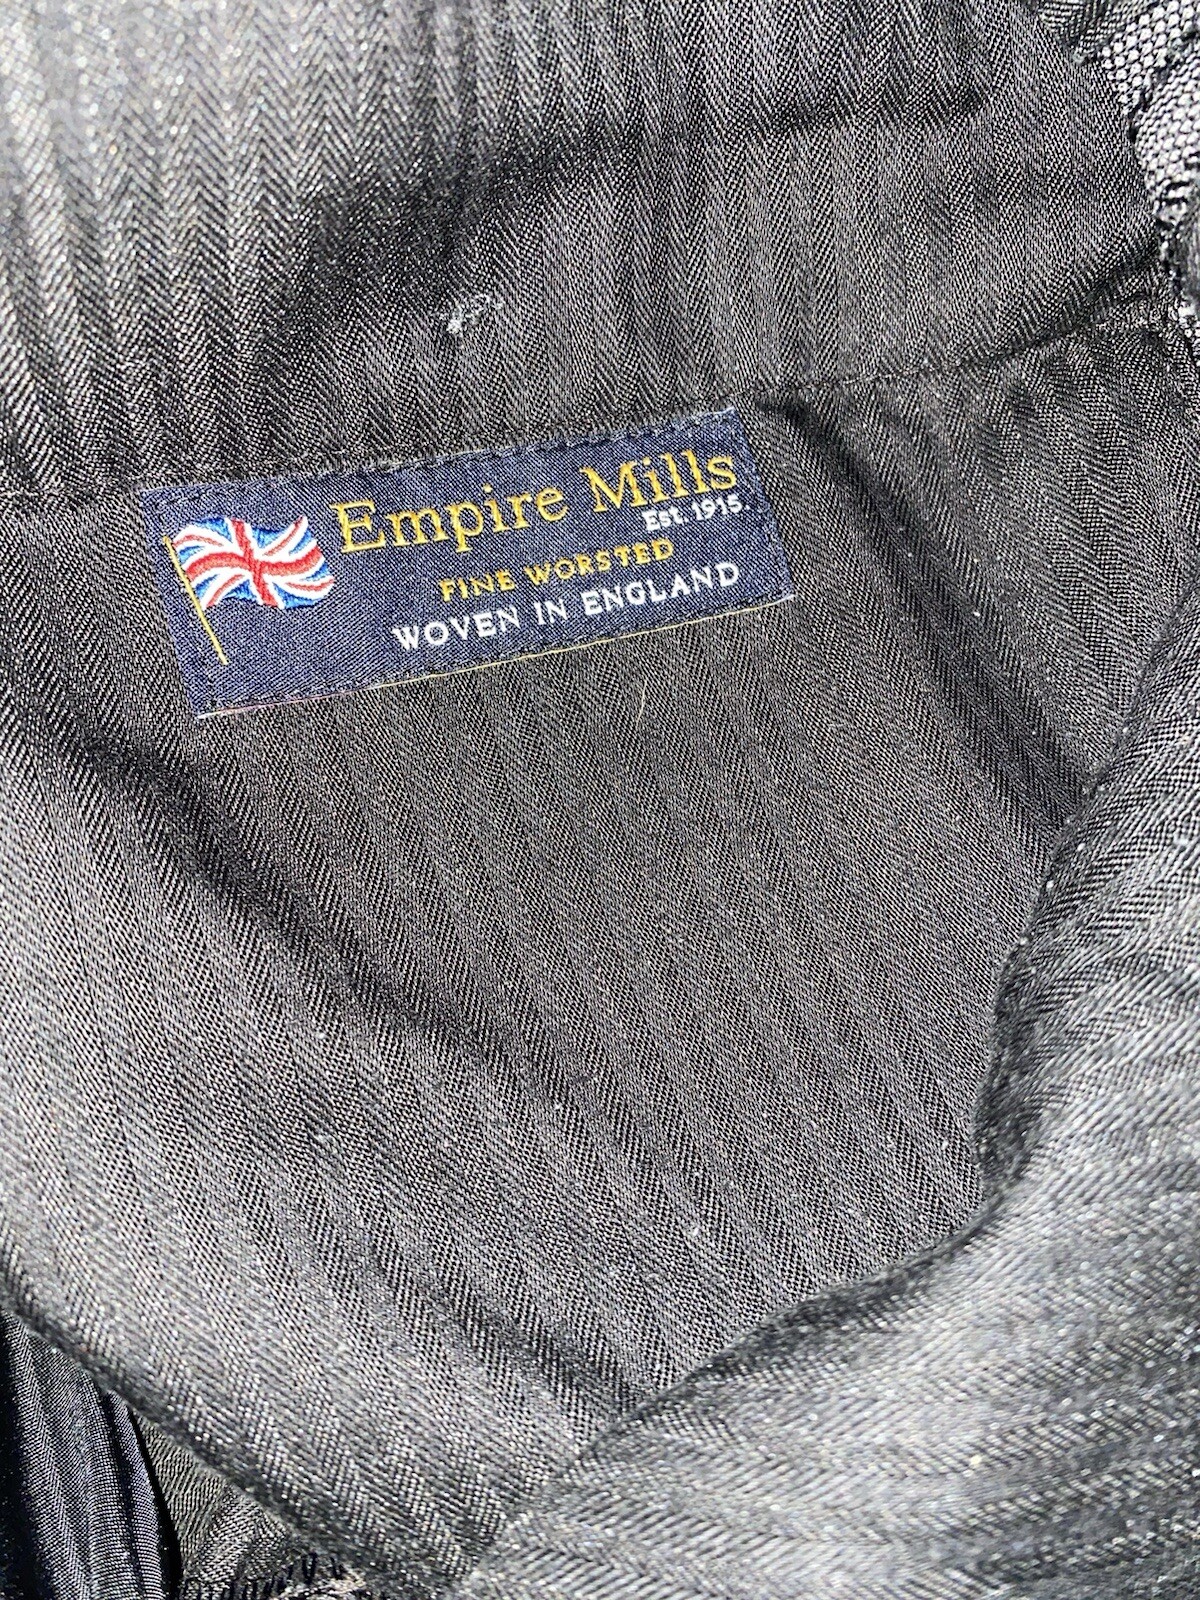 Empire Mills
Est. 1915.
FINE WORSTED
WOVEN IN ENGLAND